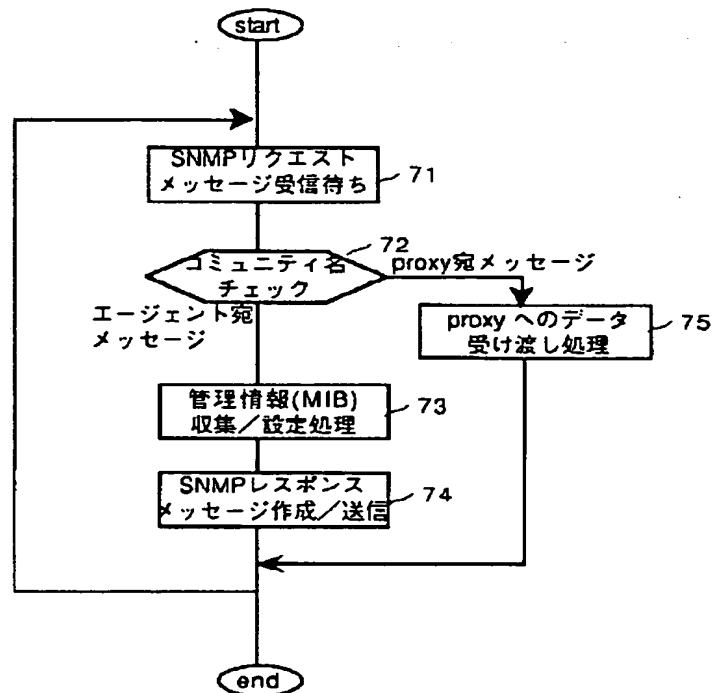 start
SNMPリクエスト
メッセージ受信待ち
71
72
コミュニティ名
チェック
proxy宛メッセージ
エージェント宛
メッセージ
proxy へのデータ
受け渡し処理
75
管理情報(MIB)
収集／設定処理
73
SNMPレスポンス
メッセージ作成／送信
74
end